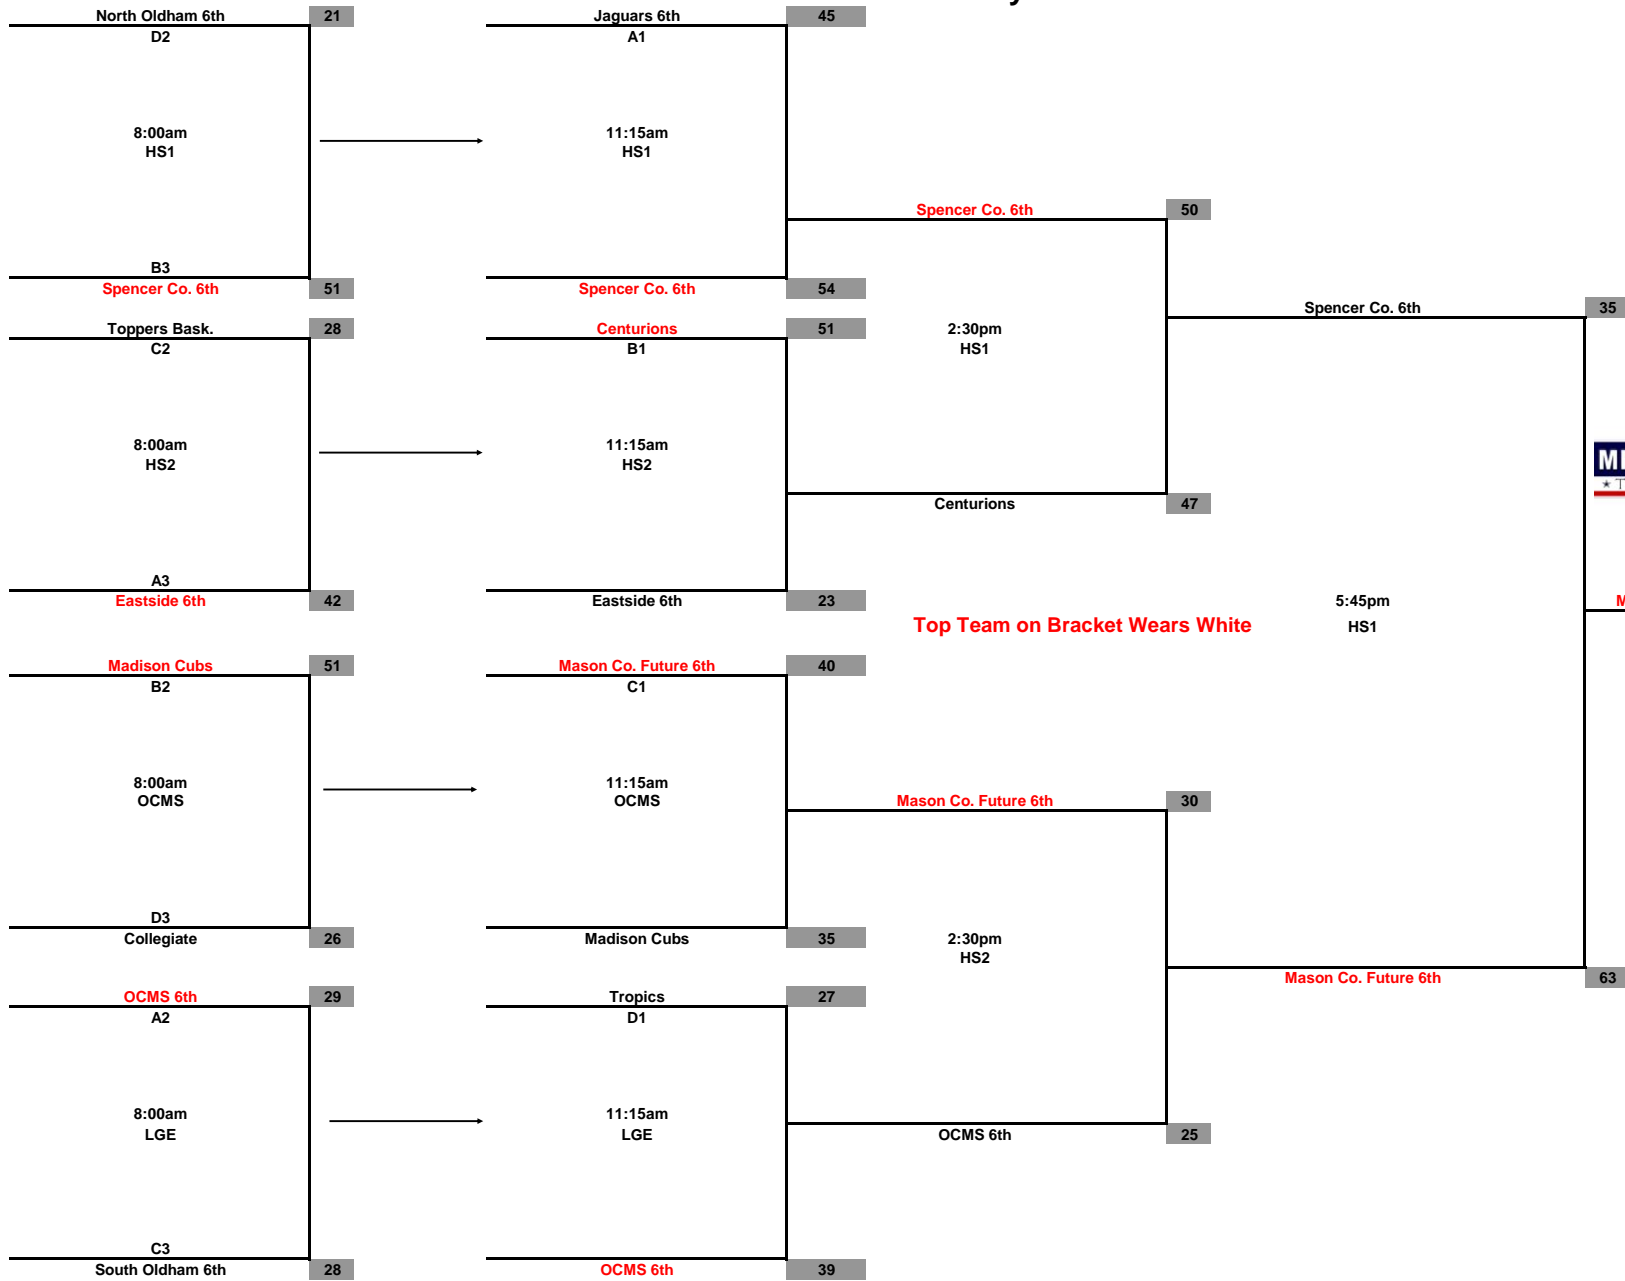 North Oldham 6th 21
D2
8:00am
HS1
B3
Spencer Co. 6th 51
Toppers Bask. 28
C2
8:00am
HS2
A3
Eastside 6th 42
Madison Cubs 51
B2
8:00am
OCMS
D3
Collegiate 26
OCMS 6th 29
A2
8:00am
LGE
C3
South Oldham 6th 28
Jaguars 6th 45
A1
11:15am
HS1
Spencer Co. 6th 54
Centurions 51
B1
11:15am
HS2
Eastside 6th 23
Mason Co. Future 6th 40
C1
11:15am
OCMS
Madison Cubs 35
Tropics 27
D1
11:15am
LGE
OCMS 6th 39
Spencer Co. 6th 50
2:30pm
HS1
Centurions 47
Top Team on Bracket Wears White
Mason Co. Future 6th 30
2:30pm
HS2
OCMS 6th 25
Spencer Co. 6th 35
5:45pm
HS1
Mason Co. Future 6th 63